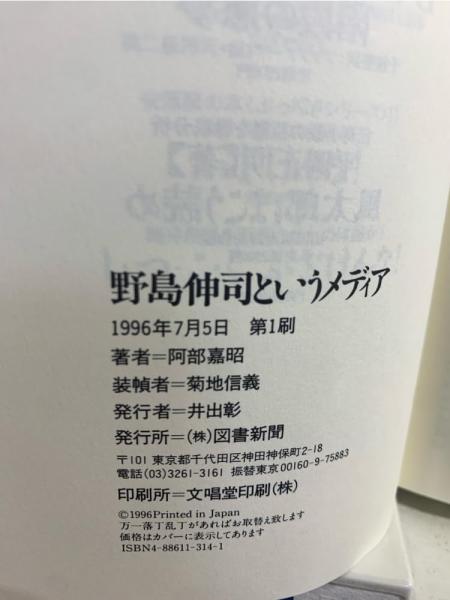 野島伸司というメディア
1996年7月5日　第1刷
著者=阿部嘉昭
装幀者=菊地信義
発行者=井出彰
発行所=(株)図書新聞
〒101 東京都千代田区神田神保町2-18
電話(03)3261-3161 振替東京00160-9-75883
印刷所=文唱堂印刷(株)
©1996Printed in Japan
万一落丁乱丁があればお取替え致します
価格はカバーに表示してあります
ISBN4-88611-314-1